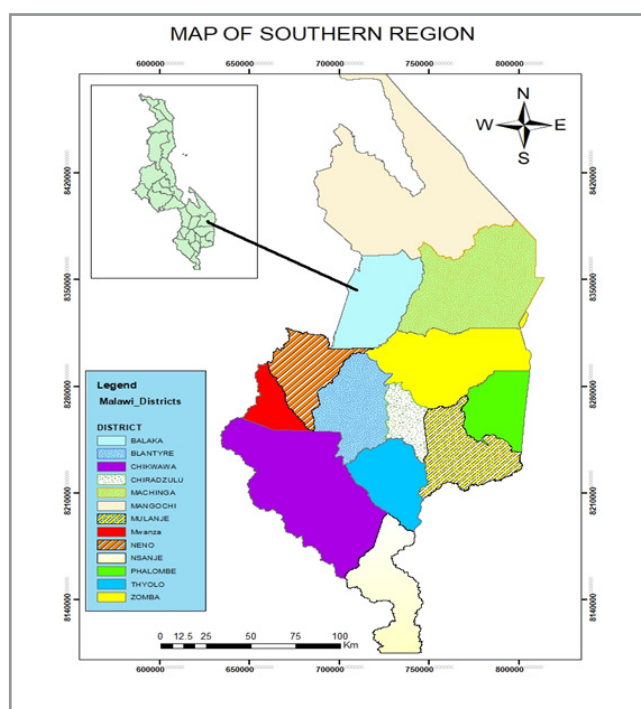 MAP OF SOUTHERN REGION
600000 650000 700000 750000 800000
N
W E
S
8420000 8420000
8350000 8350000
8280000 8280000
8210000 8210000
8140000 8140000
Legend
Malawi_Districts
DISTRICT
BALAKA
BLANTYRE
CHIKWAWA
CHIRADZULU
MACHINGA
MANGOCHI
MULANJE
Mwanza
NENO
NSANJE
PHALOMBE
THYOLO
ZOMBA
0 12.5 25 50 75 100
Km
600000 650000 700000 750000 800000